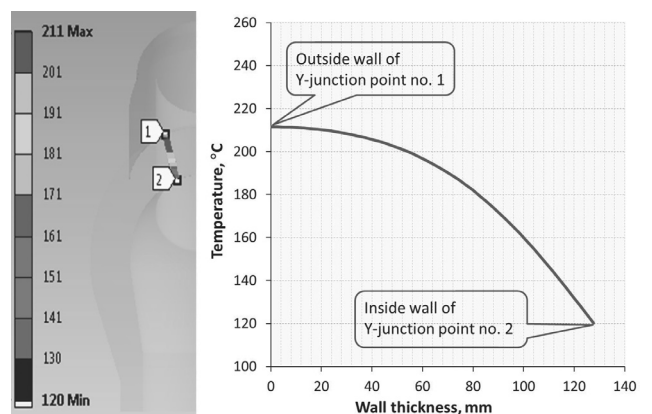 211 Max
201
191
181
171
161
151
141
130
120 Min
1
2
Temperature, °C
260
240
220
200
180
160
140
120
100
Outside wall of
Y-junction point no. 1
Inside wall of
Y-junction point no. 2
0 20 40 60 80 100 120 140
Wall thickness, mm